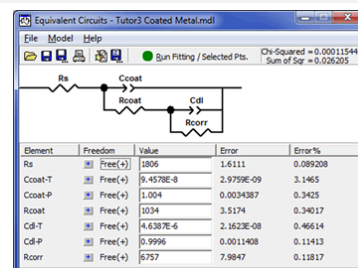 Equivalent Circuits - Tutor3 Coated Metal.mdl
File Model Help
Run Fitting / Selected Pts.
Chi-Squared = 0.00011544
Sum of Sqr = 0.026205
Rs Ccoat
Rcoat Cdl
Rcorr
Element Freedom Value Error Error%
Rs Free(+) 1806 1.6111 0.089208
Ccoat-T Free(+) 9.4578E-8 2.9759E-09 3.1465
Ccoat-P Free(+) 1.004 0.0034387 0.3425
Rcoat Free(+) 1034 3.5174 0.34017
Cdl-T Free(+) 4.6387E-6 2.1623E-08 0.46614
Cdl-P Free(+) 0.9996 0.0011408 0.11413
Rcorr Free(+) 6757 7.9847 0.11817